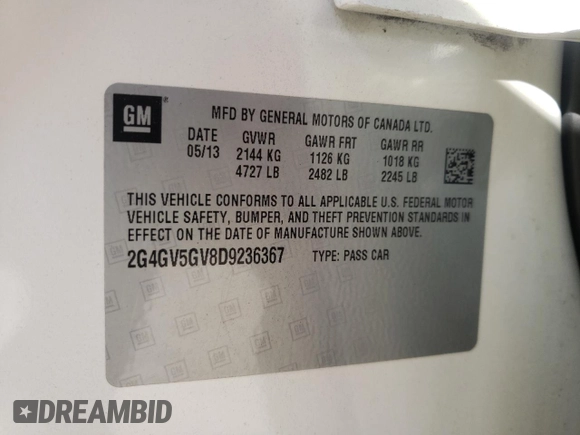 GM
MFD BY GENERAL MOTORS OF CANADA LTD.
DATE GVWR GAWR FRT GAWR RR
05/13 2144 KG 1126 KG 1018 KG
4727 LB 2482 LB 2245 LB
THIS VEHICLE CONFORMS TO ALL APPLICABLE U.S. FEDERAL MOTOR
VEHICLE SAFETY, BUMPER, AND THEFT PREVENTION STANDARDS IN
EFFECT ON THE DATE OF MANUFACTURE SHOWN ABOVE.
2G4GV5GV8D9236367 TYPE: PASS CAR
DREAMBID